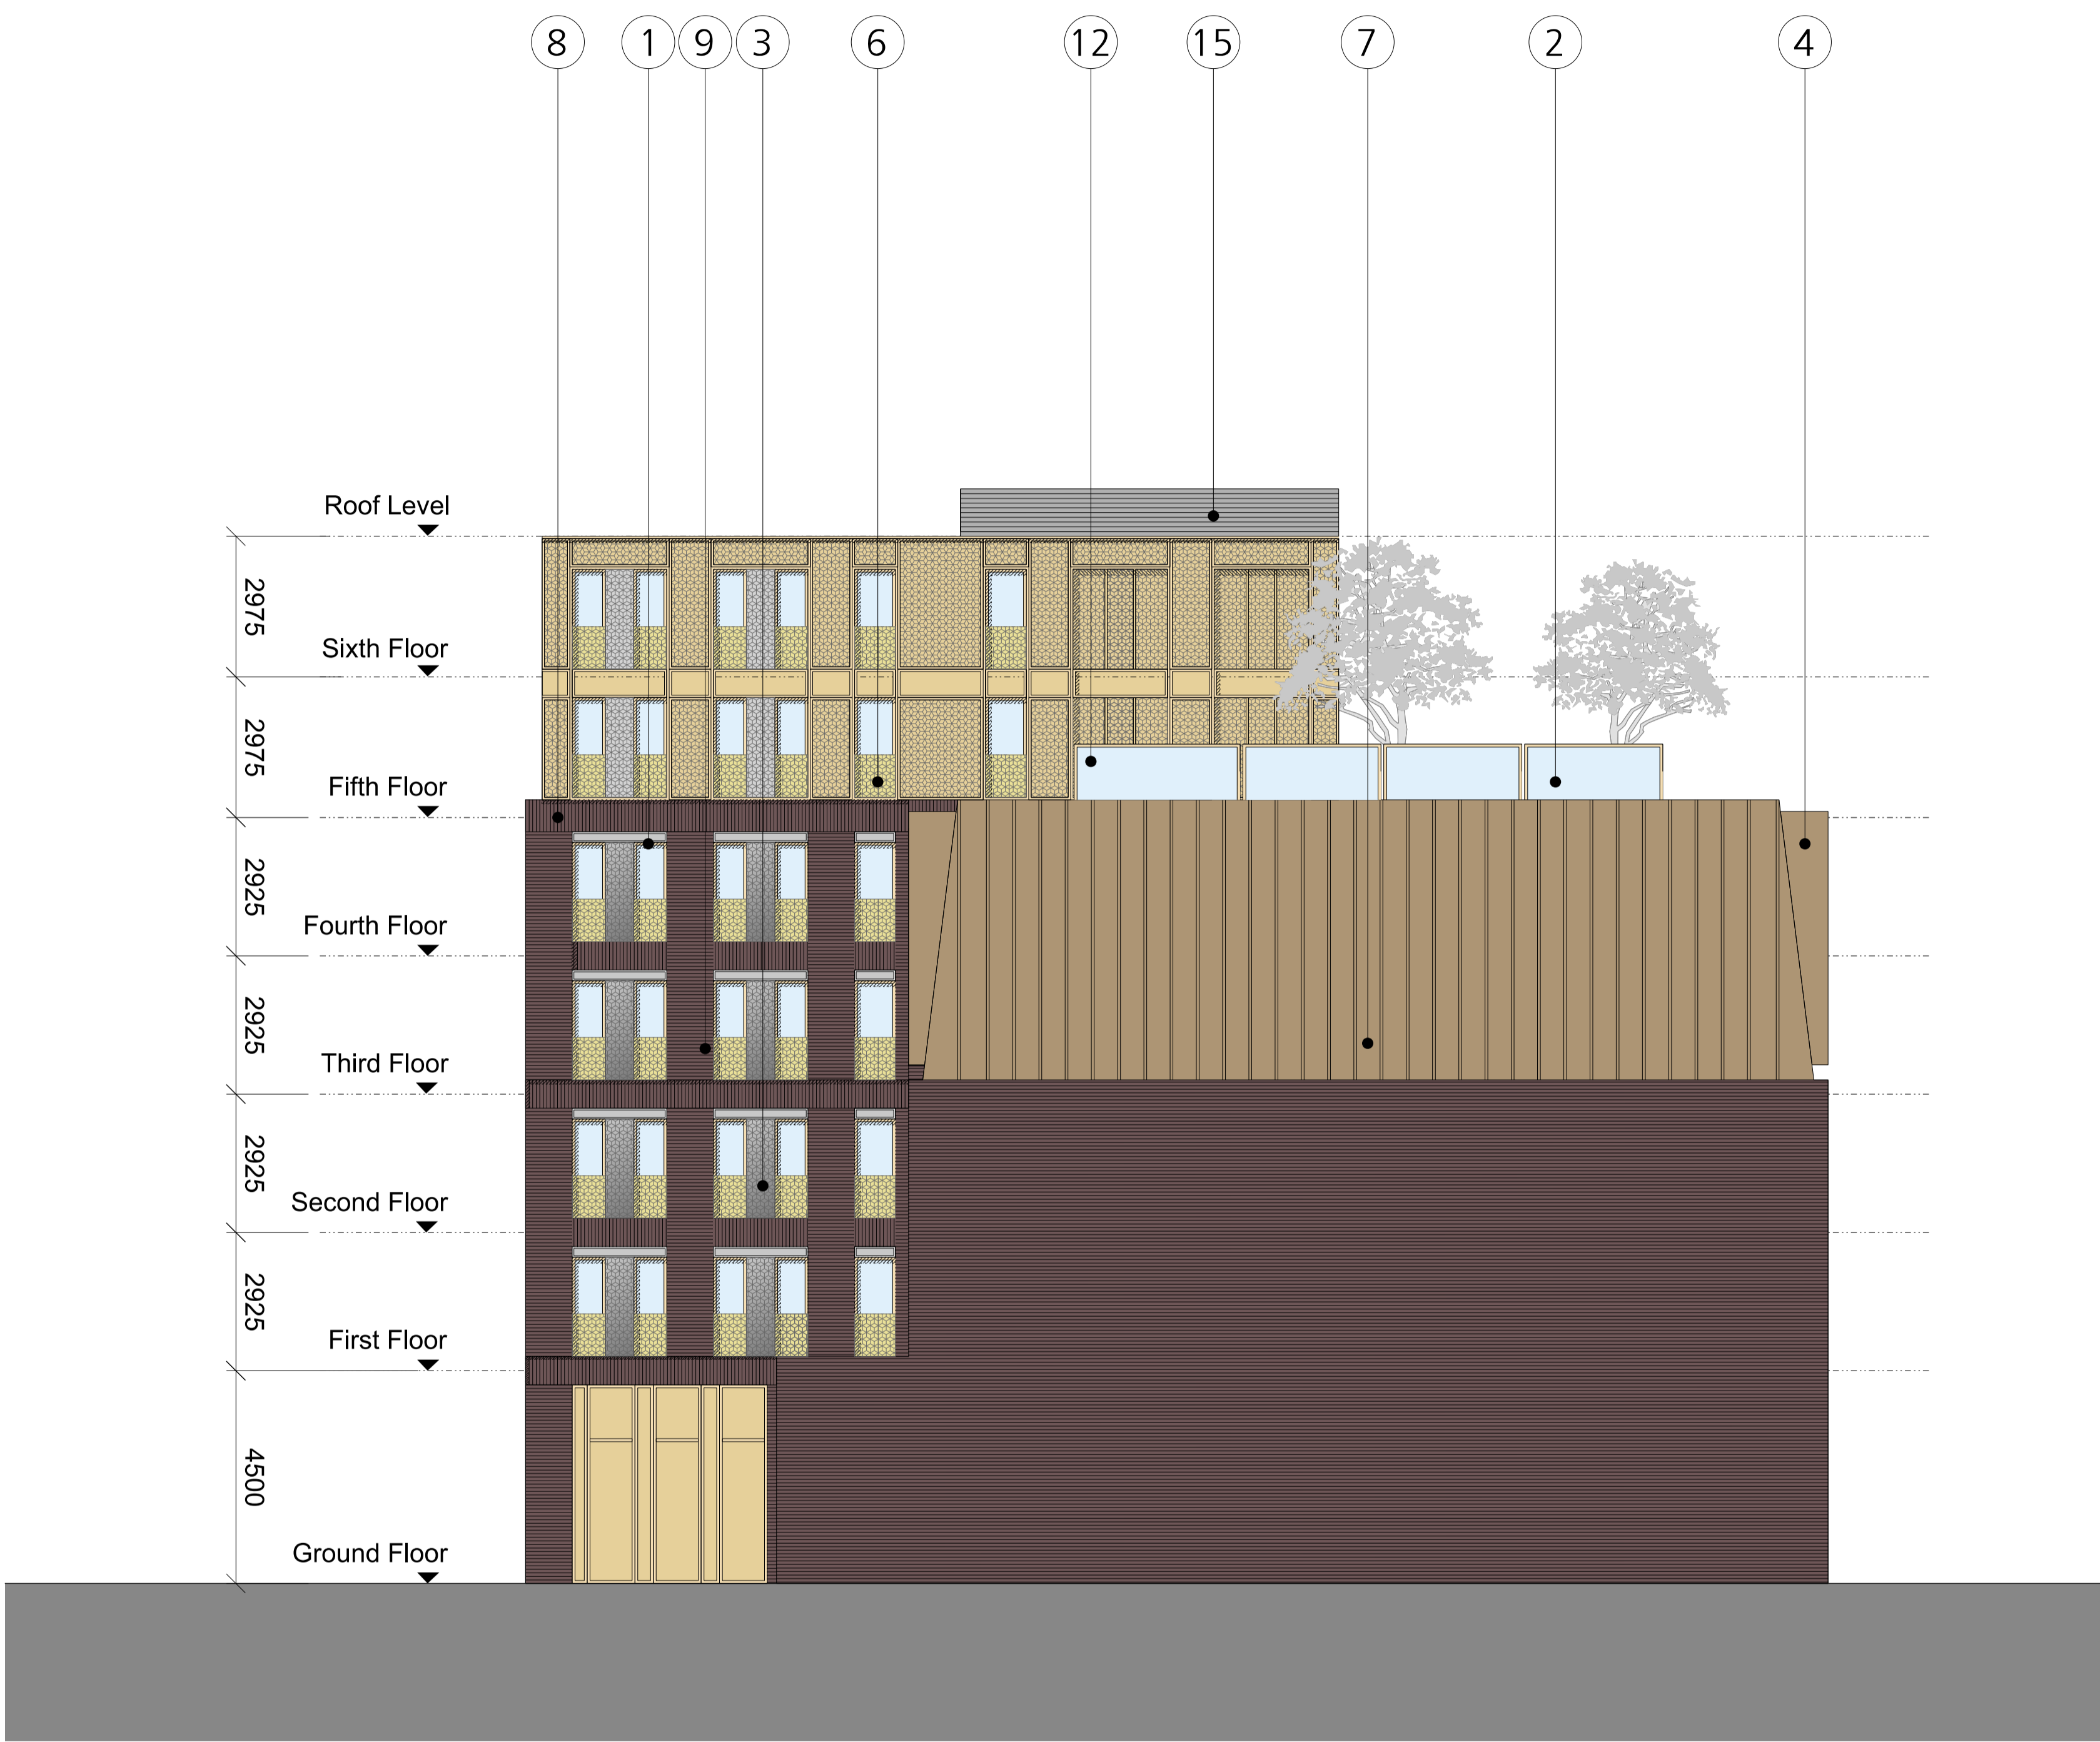 8 1 9 3 6 12 15 7 2 4
Roof Level
2975
Sixth Floor
2975
Fifth Floor
2925
Fourth Floor
2925
Third Floor
2925
Second Floor
2925
First Floor
4500
Ground Floor